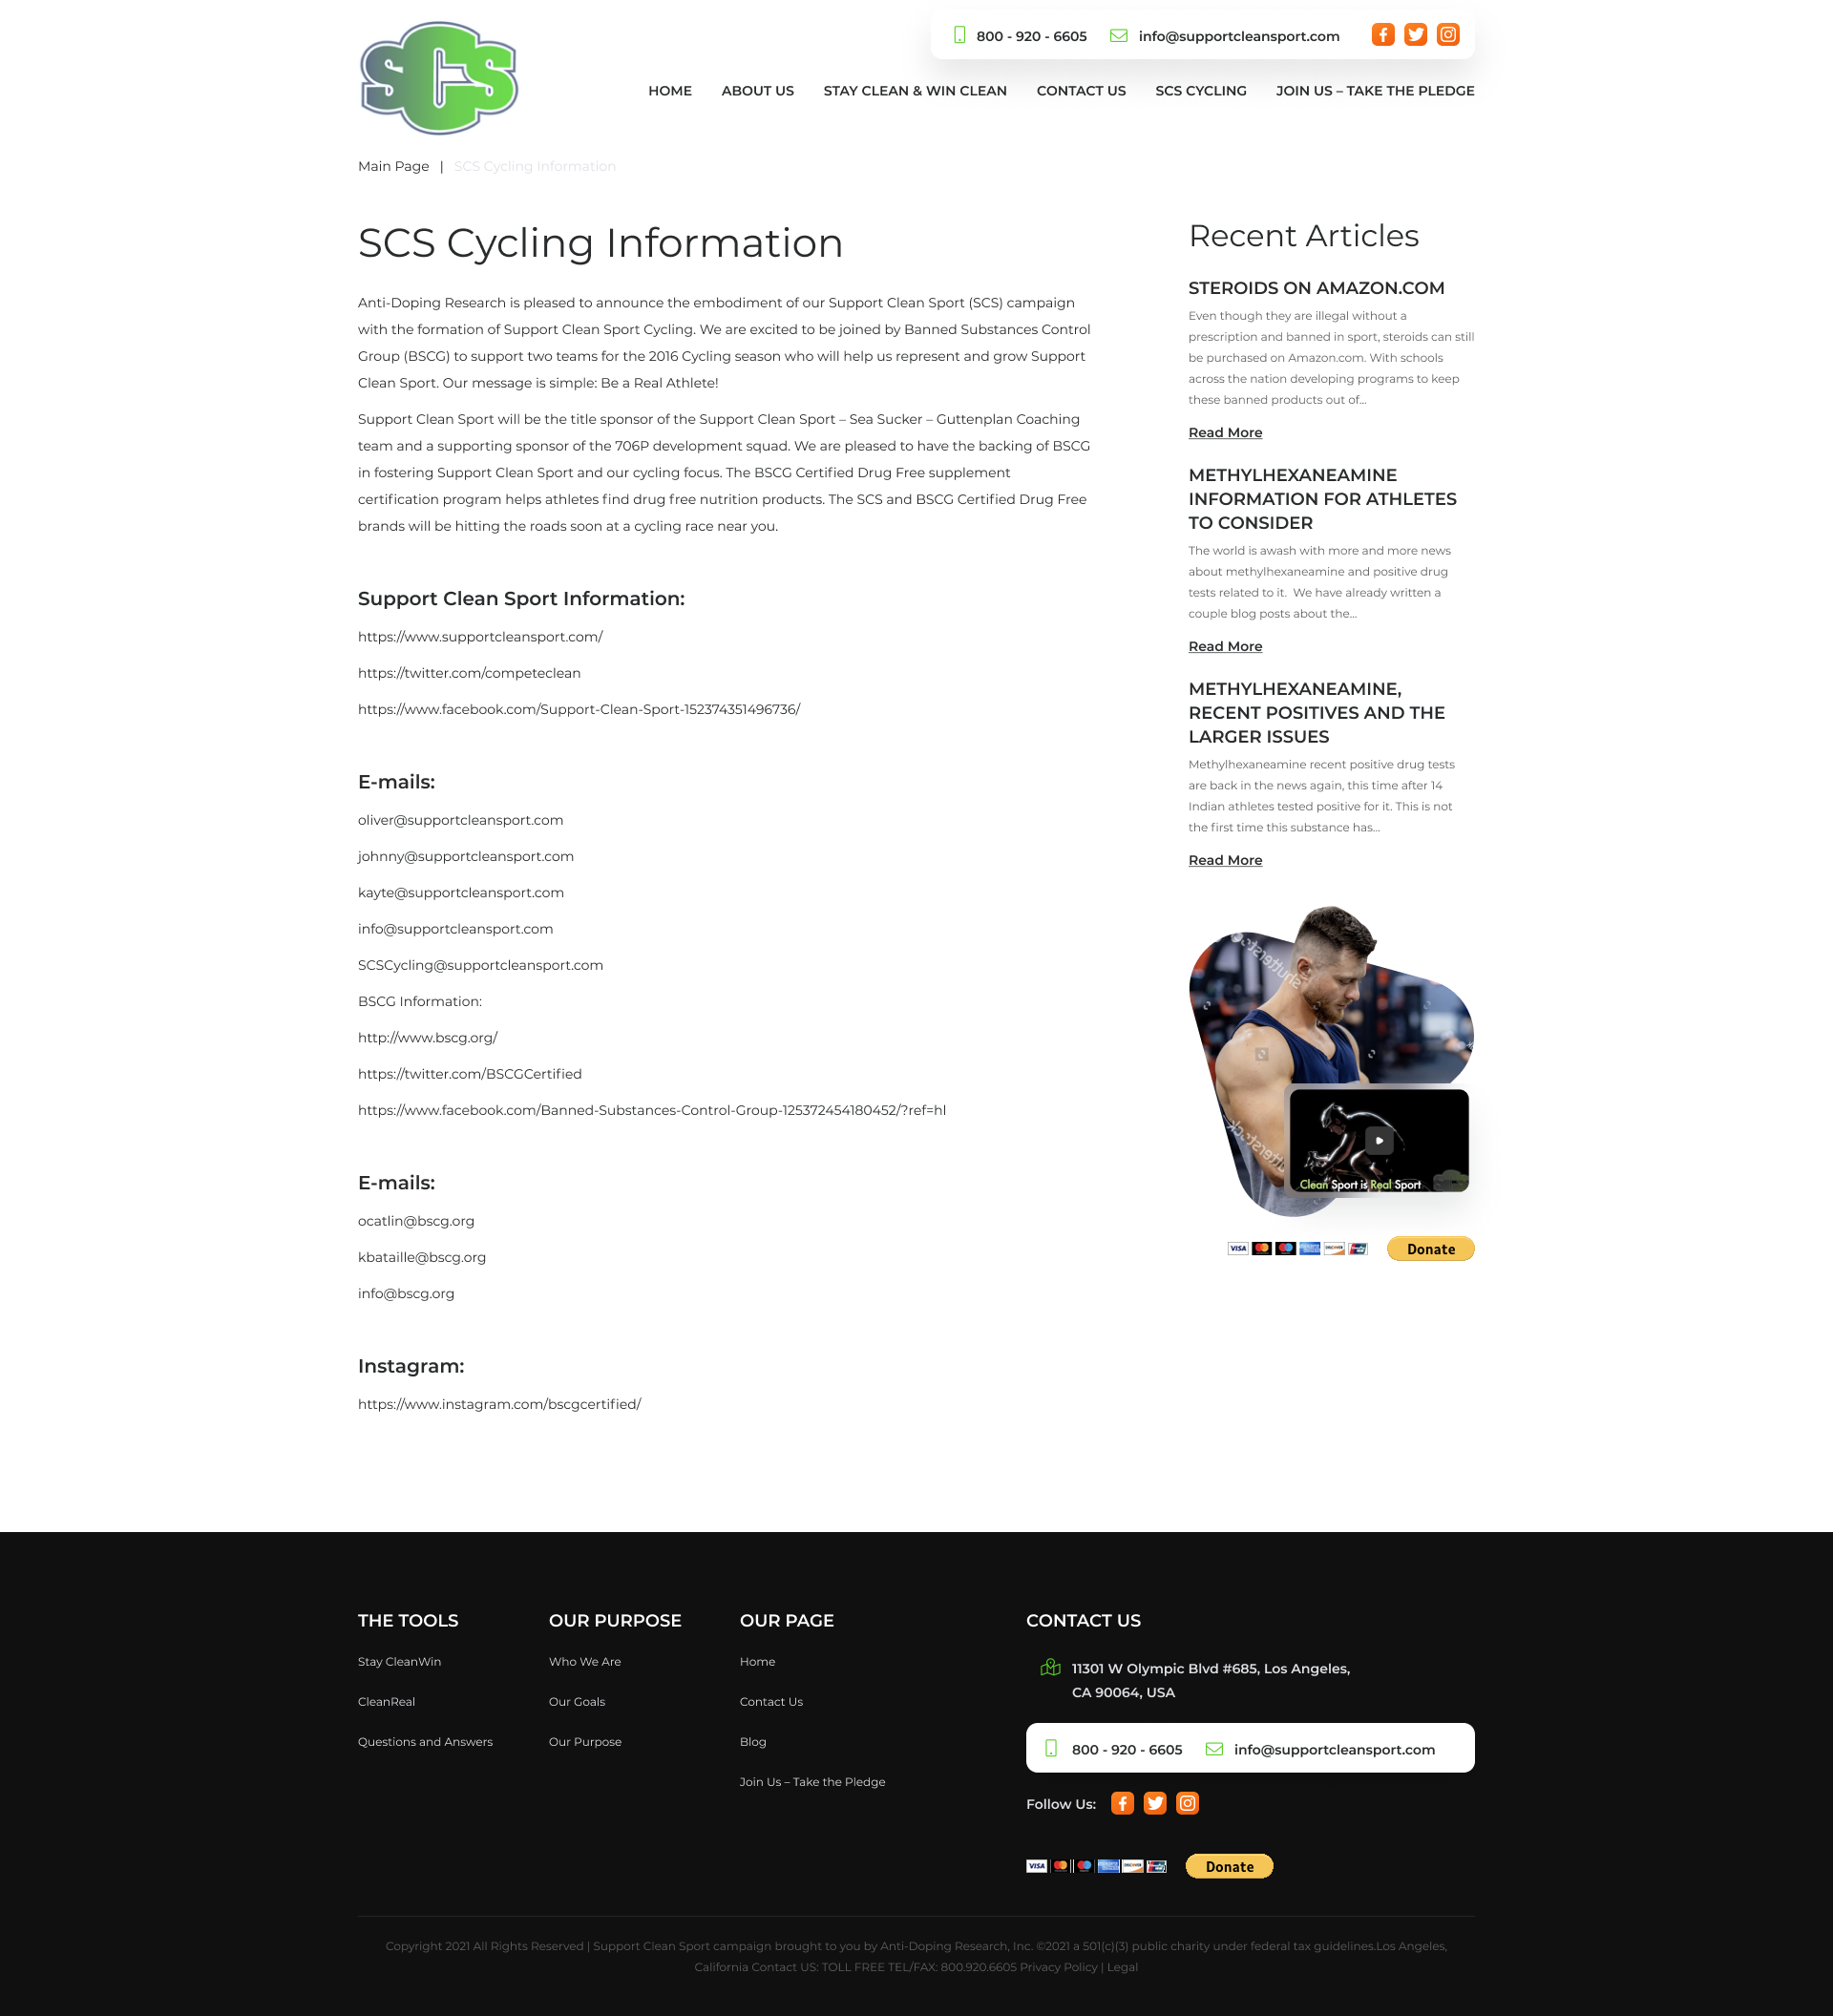 SCS
800 - 920 - 6605
info@supportcleansport.com
HOME
ABOUT US
STAY CLEAN & WIN CLEAN
CONTACT US
SCS CYCLING
JOIN US – TAKE THE PLEDGE
Main Page | SCS Cycling Information
SCS Cycling Information
Anti-Doping Research is pleased to announce the embodiment of our Support Clean Sport (SCS) campaign
with the formation of Support Clean Sport Cycling. We are excited to be joined by Banned Substances Control
Group (BSCG) to support two teams for the 2016 Cycling season who will help us represent and grow Support
Clean Sport. Our message is simple: Be a Real Athlete!
Support Clean Sport will be the title sponsor of the Support Clean Sport – Sea Sucker – Guttenplan Coaching
team and a supporting sponsor of the 706P development squad. We are pleased to have the backing of BSCG
in fostering Support Clean Sport and our cycling focus. The BSCG Certified Drug Free supplement
certification program helps athletes find drug free nutrition products. The SCS and BSCG Certified Drug Free
brands will be hitting the roads soon at a cycling race near you.
Support Clean Sport Information:
https://www.supportcleansport.com/
https://twitter.com/competeclean
https://www.facebook.com/Support-Clean-Sport-152374351496736/
E-mails:
oliver@supportcleansport.com
johnny@supportcleansport.com
kayte@supportcleansport.com
info@supportcleansport.com
SCSCycling@supportcleansport.com
BSCG Information:
http://www.bscg.org/
https://twitter.com/BSCGCertified
https://www.facebook.com/Banned-Substances-Control-Group-125372454180452/?ref=hl
E-mails:
ocatlin@bscg.org
kbataille@bscg.org
info@bscg.org
Instagram:
https://www.instagram.com/bscgcertified/
Recent Articles
STEROIDS ON AMAZON.COM
Even though they are illegal without a
prescription and banned in sport, steroids can still
be purchased on Amazon.com. With schools
across the nation developing programs to keep
these banned products out of...
Read More
METHYLHEXANEAMINE
INFORMATION FOR ATHLETES
TO CONSIDER
The world is awash with more and more news
about methylhexaneamine and positive drug
tests related to it. We have already written a
couple blog posts about the...
Read More
METHYLHEXANEAMINE,
RECENT POSITIVES AND THE
LARGER ISSUES
Methylhexaneamine recent positive drug tests
are back in the news again, this time after 14
Indian athletes tested positive for it. This is not
the first time this substance has...
Read More
Clean Sport is Real Sport
VISA
DISCOVER
Donate
THE TOOLS
Stay CleanWin
CleanReal
Questions and Answers
OUR PURPOSE
Who We Are
Our Goals
Our Purpose
OUR PAGE
Home
Contact Us
Blog
Join Us – Take the Pledge
CONTACT US
11301 W Olympic Blvd #685, Los Angeles,
CA 90064, USA
800 - 920 - 6605
info@supportcleansport.com
Follow Us:
VISA
DISCOVER
Donate
Copyright 2021 All Rights Reserved | Support Clean Sport campaign brought to you by Anti-Doping Research, Inc. ©2021 a 501(c)(3) public charity under federal tax guidelines.Los Angeles,
California Contact US: TOLL FREE TEL/FAX: 800.920.6605 Privacy Policy | Legal